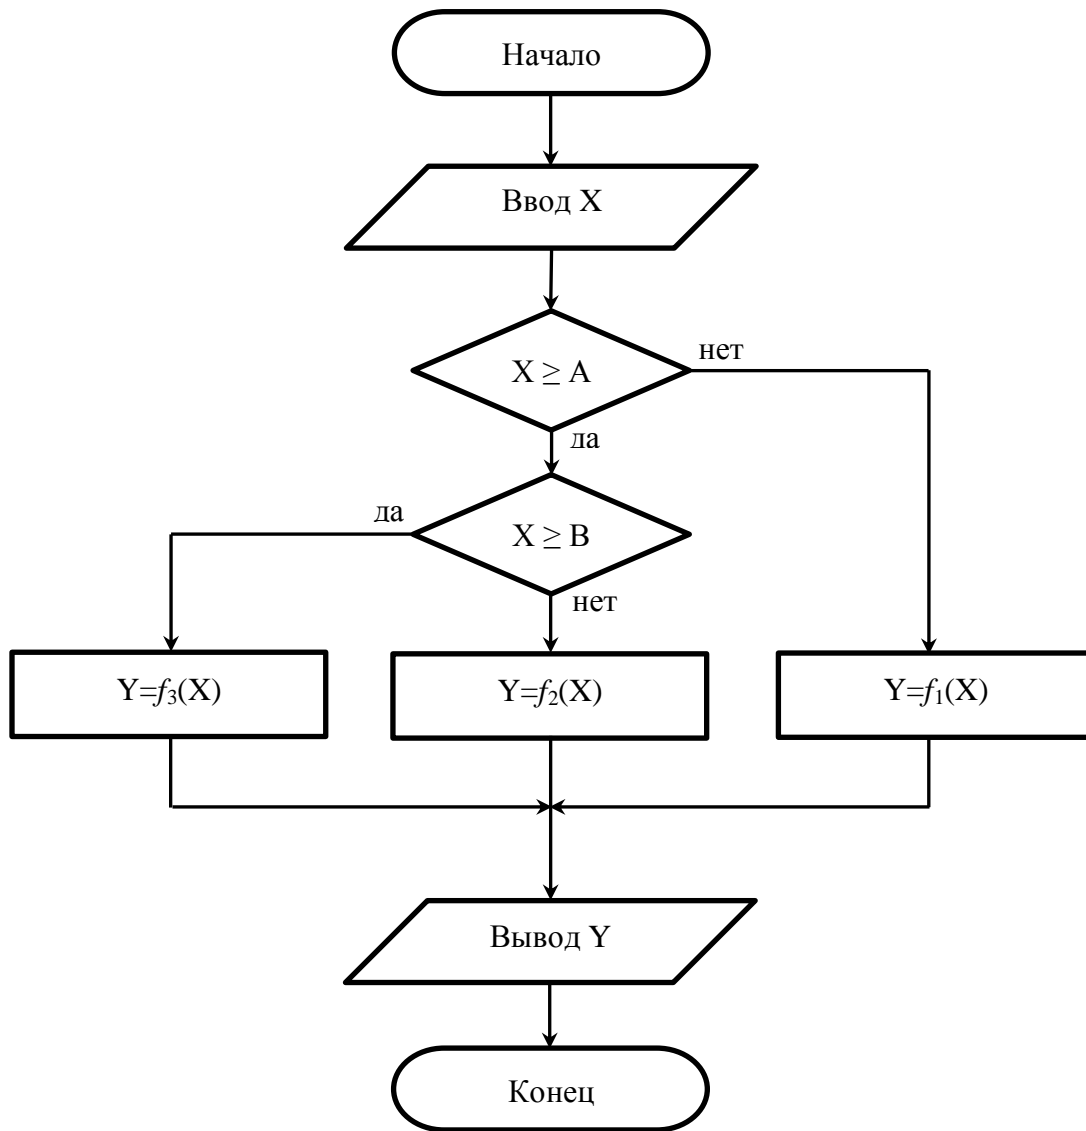 Начало
Ввод X
X ≥ A
нет
да
X ≥ B
да
нет
Y=f₃(X)
Y=f₂(X)
Y=f₁(X)
Вывод Y
Конец